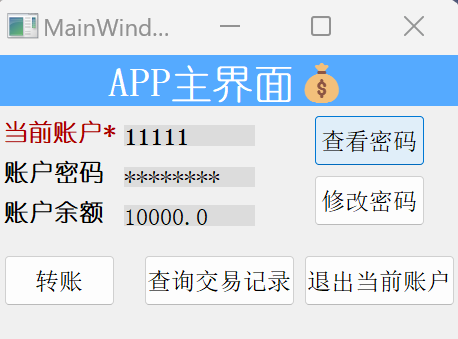 MainWind...
APP主界面💰
当前账户* 11111 查看密码
账户密码 ********
修改密码
账户余额 10000.0
转账 查询交易记录 退出当前账户